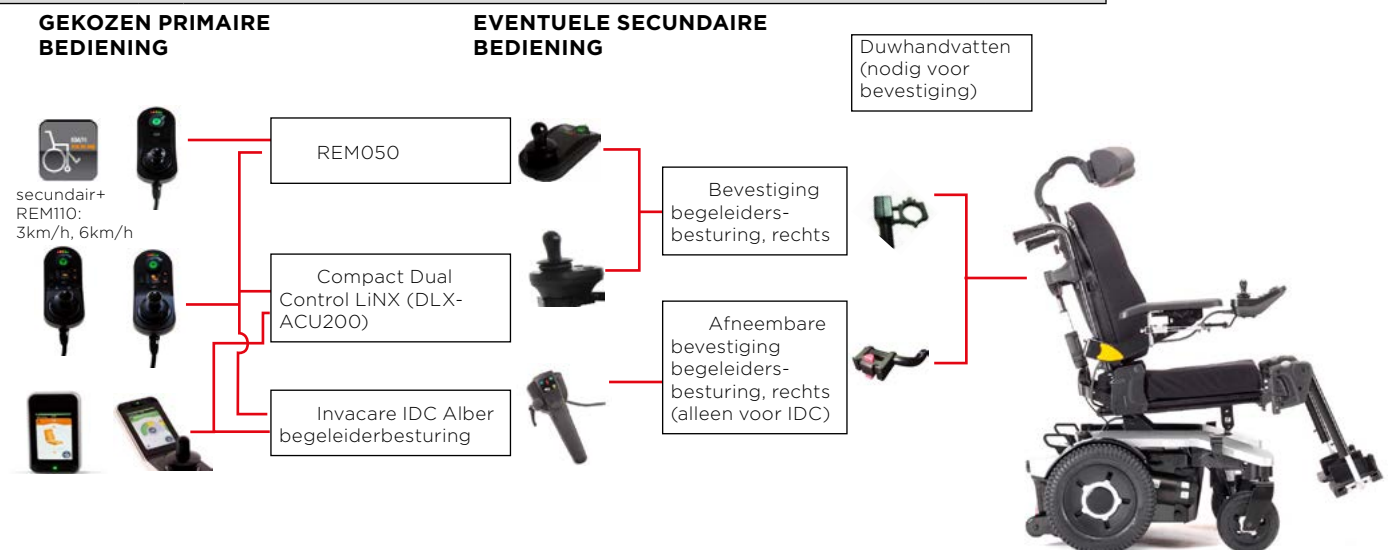 GEKOZEN PRIMAIRE
BEDIENING
EVENTUELE SECUNDAIRE
BEDIENING
Duwhandvatten
(nodig voor
bevestiging)
secundair+
REM110:
3km/h, 6km/h
REM050
Compact Dual
Control LiNX (DLX-
ACU200)
Invacare IDC Alber
begeleiderbesturing
Bevestiging
begeleiders-
besturing, rechts
Afneembare
bevestiging
begeleiders-
besturing, rechts
(alleen voor IDC)